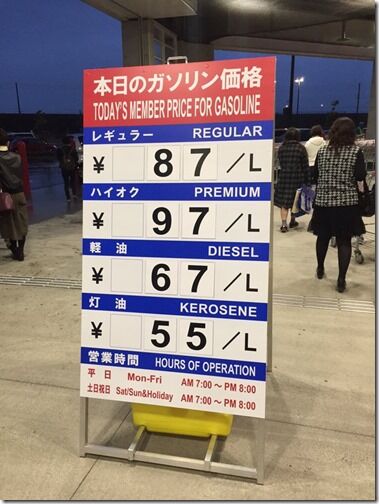 本日のガソリン価格
TODAY'S MEMBER PRICE FOR GASOLINE
レギュラー REGULAR
¥ 87/L
ハイオク PREMIUM
¥ 97/L
軽油 DIESEL
¥ 67/L
灯油 KEROSENE
¥ 55/L
営業時間 HOURS OF OPERATION
平日 Mon-Fri AM 7:00～PM 8:00
土日祝日 Sat/Sun&Holiday AM 7:00～PM 8:00